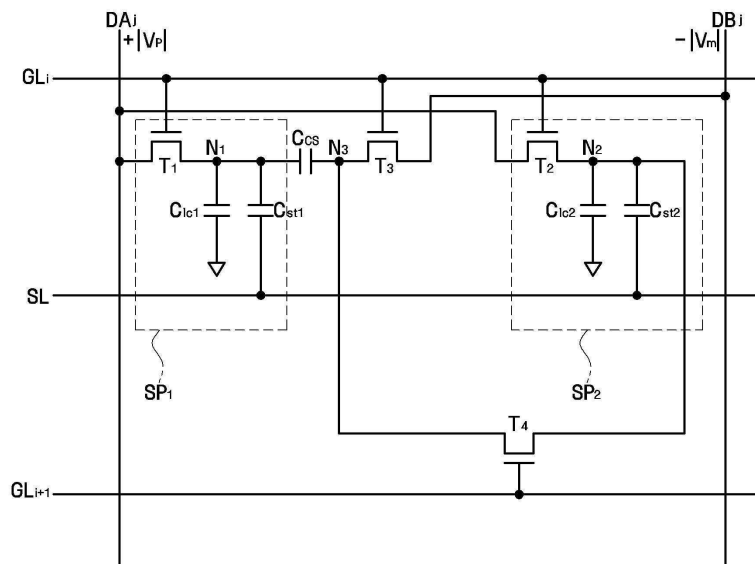 DAj
DBj
+|Vp|
-|Vm|
GLi
CCS
N1
N3
N2
T1
T3
T2
Clc1
Cst1
Clc2
Cst2
SL
SP1
SP2
T4
GLi+1